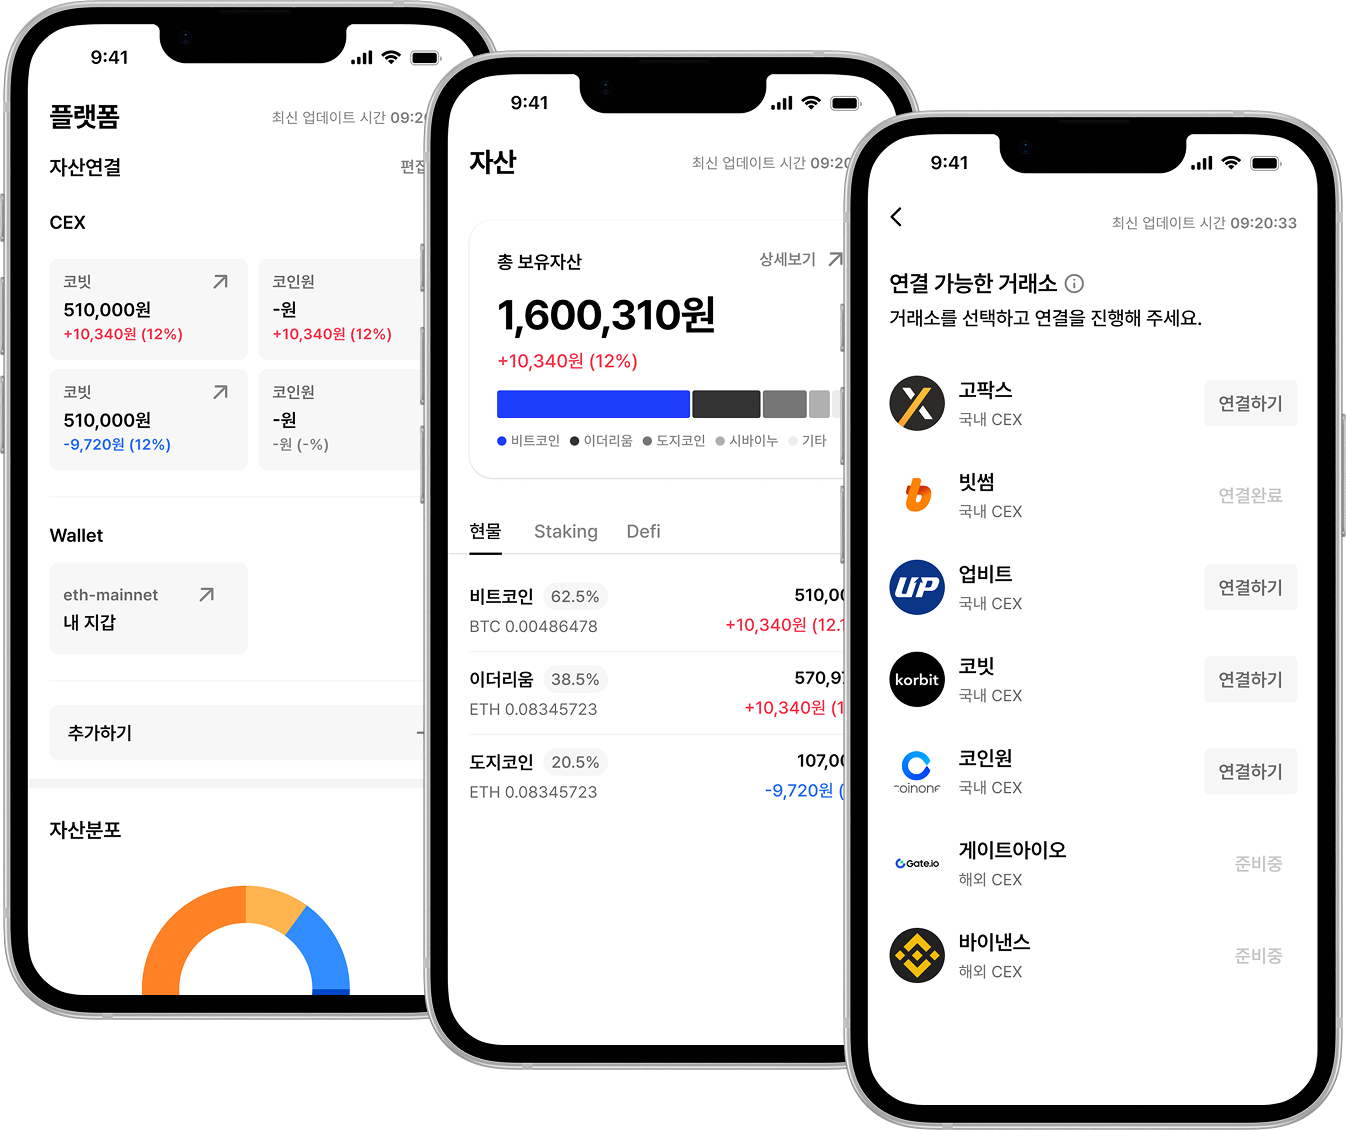 9:41
플랫폼
최신 업데이트 시간 09:20
자산연결
편집
CEX
코빗
510,000원
+10,340원 (12%)
코인원
-원
+10,340원 (12%)
코빗
510,000원
-9,720원 (12%)
코인원
-원
-원 (-%)
Wallet
eth-mainnet
내 지갑
추가하기
자산분포
9:41
자산
최신 업데이트 시간 09:20
총 보유자산
상세보기
1,600,310원
+10,340원 (12%)
비트코인 이더리움 도지코인 시바이누 기타
현물 Staking Defi
비트코인 62.5%
510,00
BTC 0.00486478
+10,340원 (12.1
이더리움 38.5%
570,97
ETH 0.08345723
+10,340원 (1
도지코인 20.5%
107,00
ETH 0.08345723
-9,720원 (
9:41
최신 업데이트 시간 09:20:33
연결 가능한 거래소
거래소를 선택하고 연결을 진행해 주세요.
고팍스
국내 CEX
연결하기
빗썸
국내 CEX
연결완료
UP
업비트
국내 CEX
연결하기
korbit
코빗
국내 CEX
연결하기
coinone
코인원
국내 CEX
연결하기
Gate.io
게이트아이오
해외 CEX
준비중
바이낸스
해외 CEX
준비중